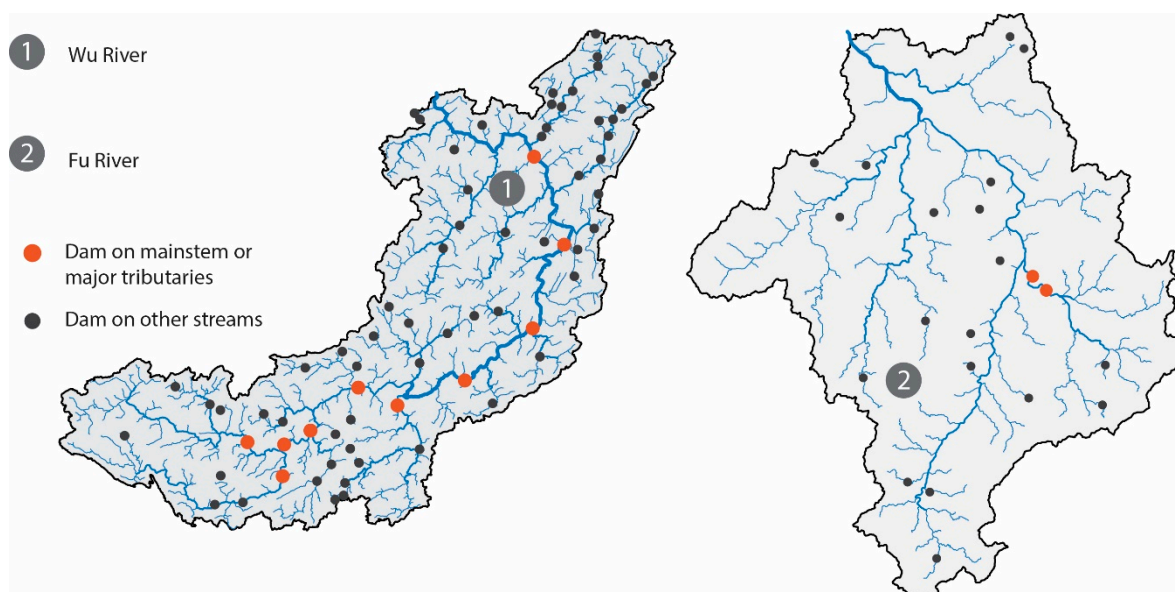 1 Wu River
2 Fu River
Dam on mainstem or
major tributaries
Dam on other streams
1
2